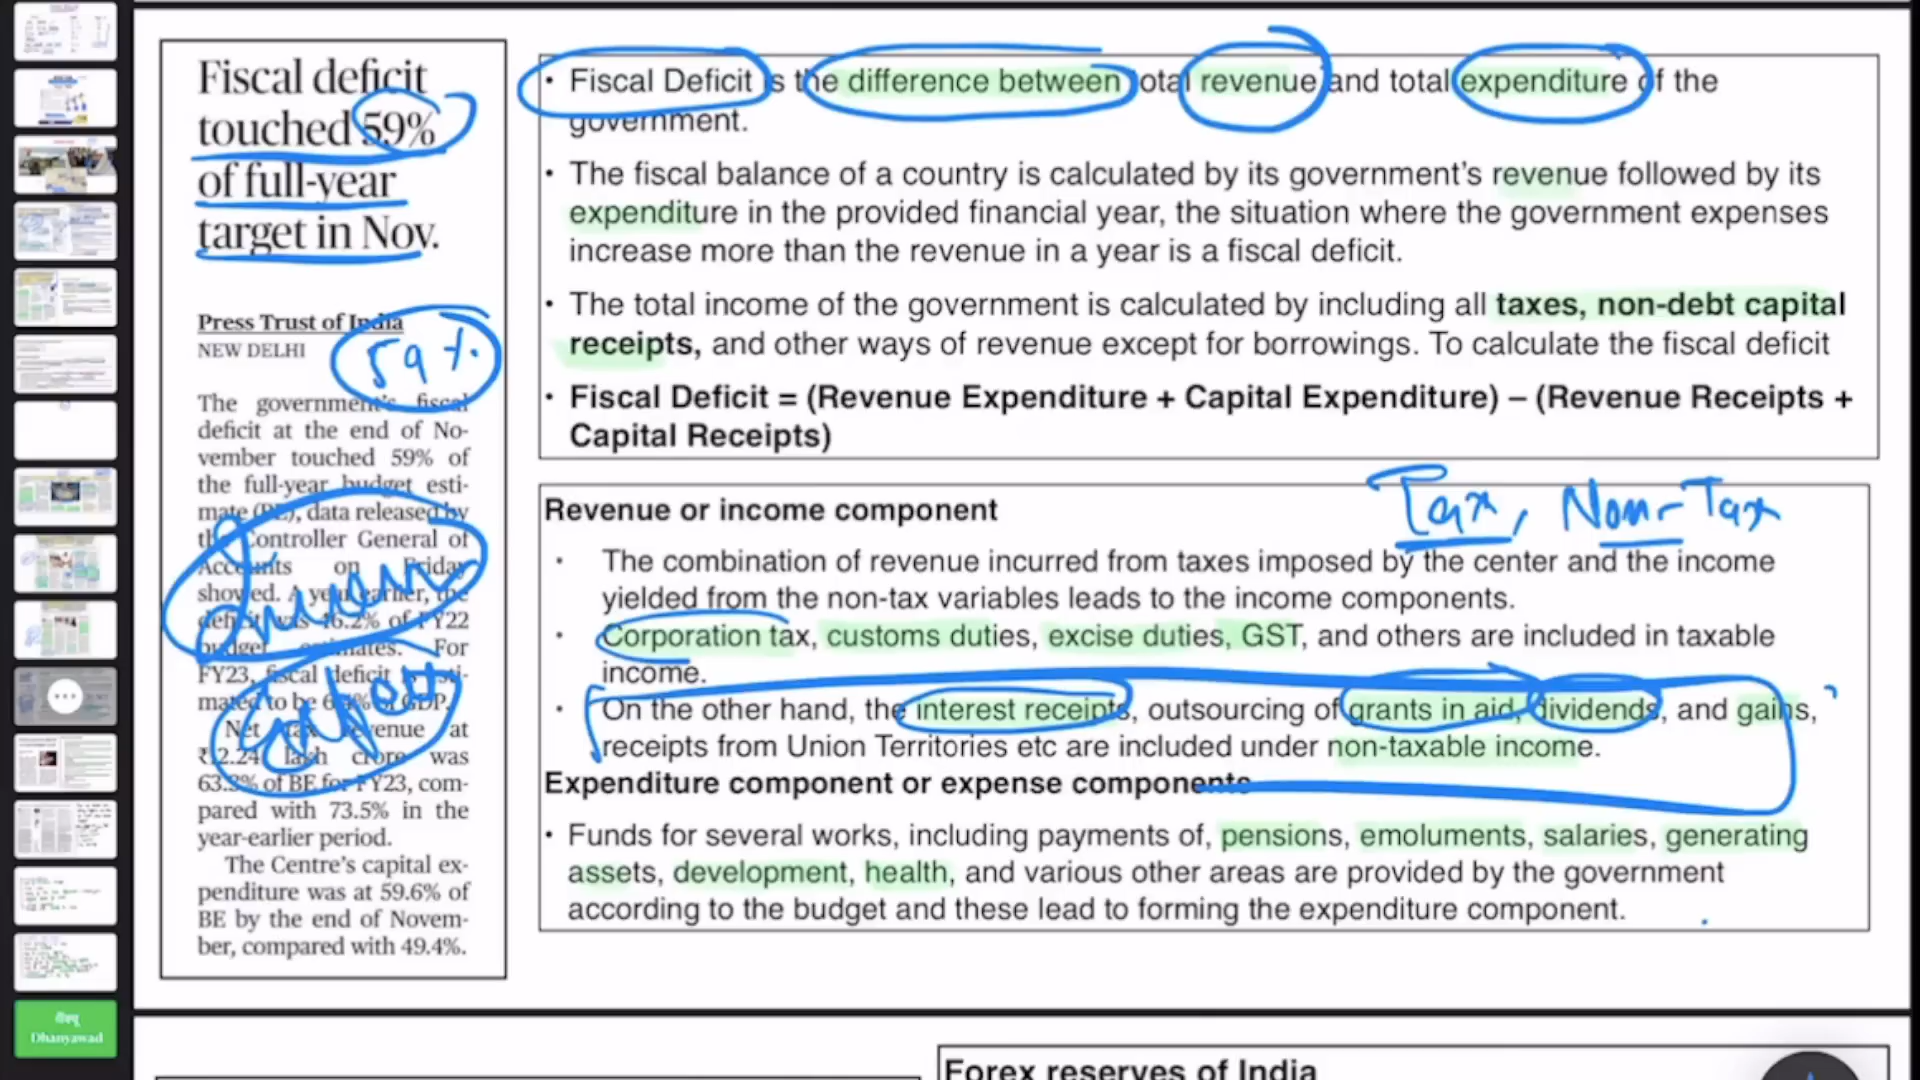 Fiscal deficit
touched 59%
of full-year
target in Nov.
Press Trust of India
NEW DELHI
59 %
The government's fiscal
deficit at the end of No-
vember touched 59% of
the full-year budget esti-
mate (BE), data released by
the Controller General of
Accounts on Friday
showed. A year earlier, the
deficit was 46.2% of FY22
budget estimates. For
FY23, fiscal deficit is esti-
mated to be 6.4% of GDP.
Net tax revenue at
₹12.24 lakh crore was
63.3% of BE for FY23, com-
pared with 73.5% in the
year-earlier period.
The Centre's capital ex-
penditure was at 59.6% of
BE by the end of Novem-
ber, compared with 49.4%.
• Fiscal Deficit is the difference between total revenue and total expenditure of the
government.
• The fiscal balance of a country is calculated by its government's revenue followed by its
expenditure in the provided financial year, the situation where the government expenses
increase more than the revenue in a year is a fiscal deficit.
• The total income of the government is calculated by including all taxes, non-debt capital
receipts, and other ways of revenue except for borrowings. To calculate the fiscal deficit
• Fiscal Deficit = (Revenue Expenditure + Capital Expenditure) – (Revenue Receipts +
Capital Receipts)
Tax, Non-Tax
Revenue or income component
• The combination of revenue incurred from taxes imposed by the center and the income
yielded from the non-tax variables leads to the income components.
• Corporation tax, customs duties, excise duties, GST, and others are included in taxable
income.
• On the other hand, the interest receipts, outsourcing of grants in aid, dividends, and gains,
receipts from Union Territories etc are included under non-taxable income.
Expenditure component or expense components
• Funds for several works, including payments of, pensions, emoluments, salaries, generating
assets, development, health, and various other areas are provided by the government
according to the budget and these lead to forming the expenditure component.
Forex reserves of India
Dhanyawad